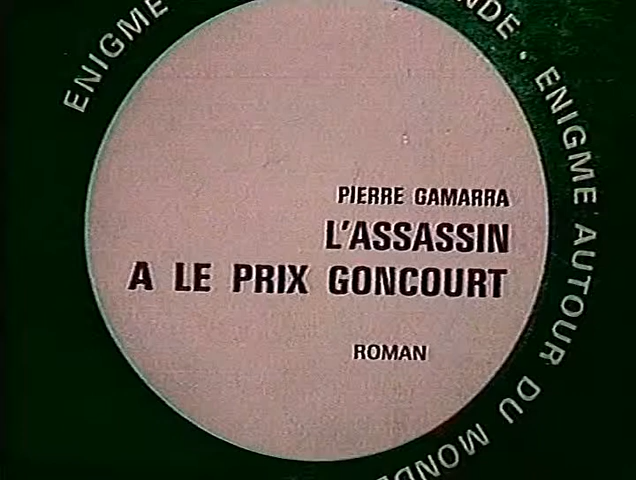 PIERRE GAMARRA
L'ASSASSIN
A LE PRIX GONCOURT
ROMAN
ENIGME
NDE · ENIGME AUTOUR DU MONDE